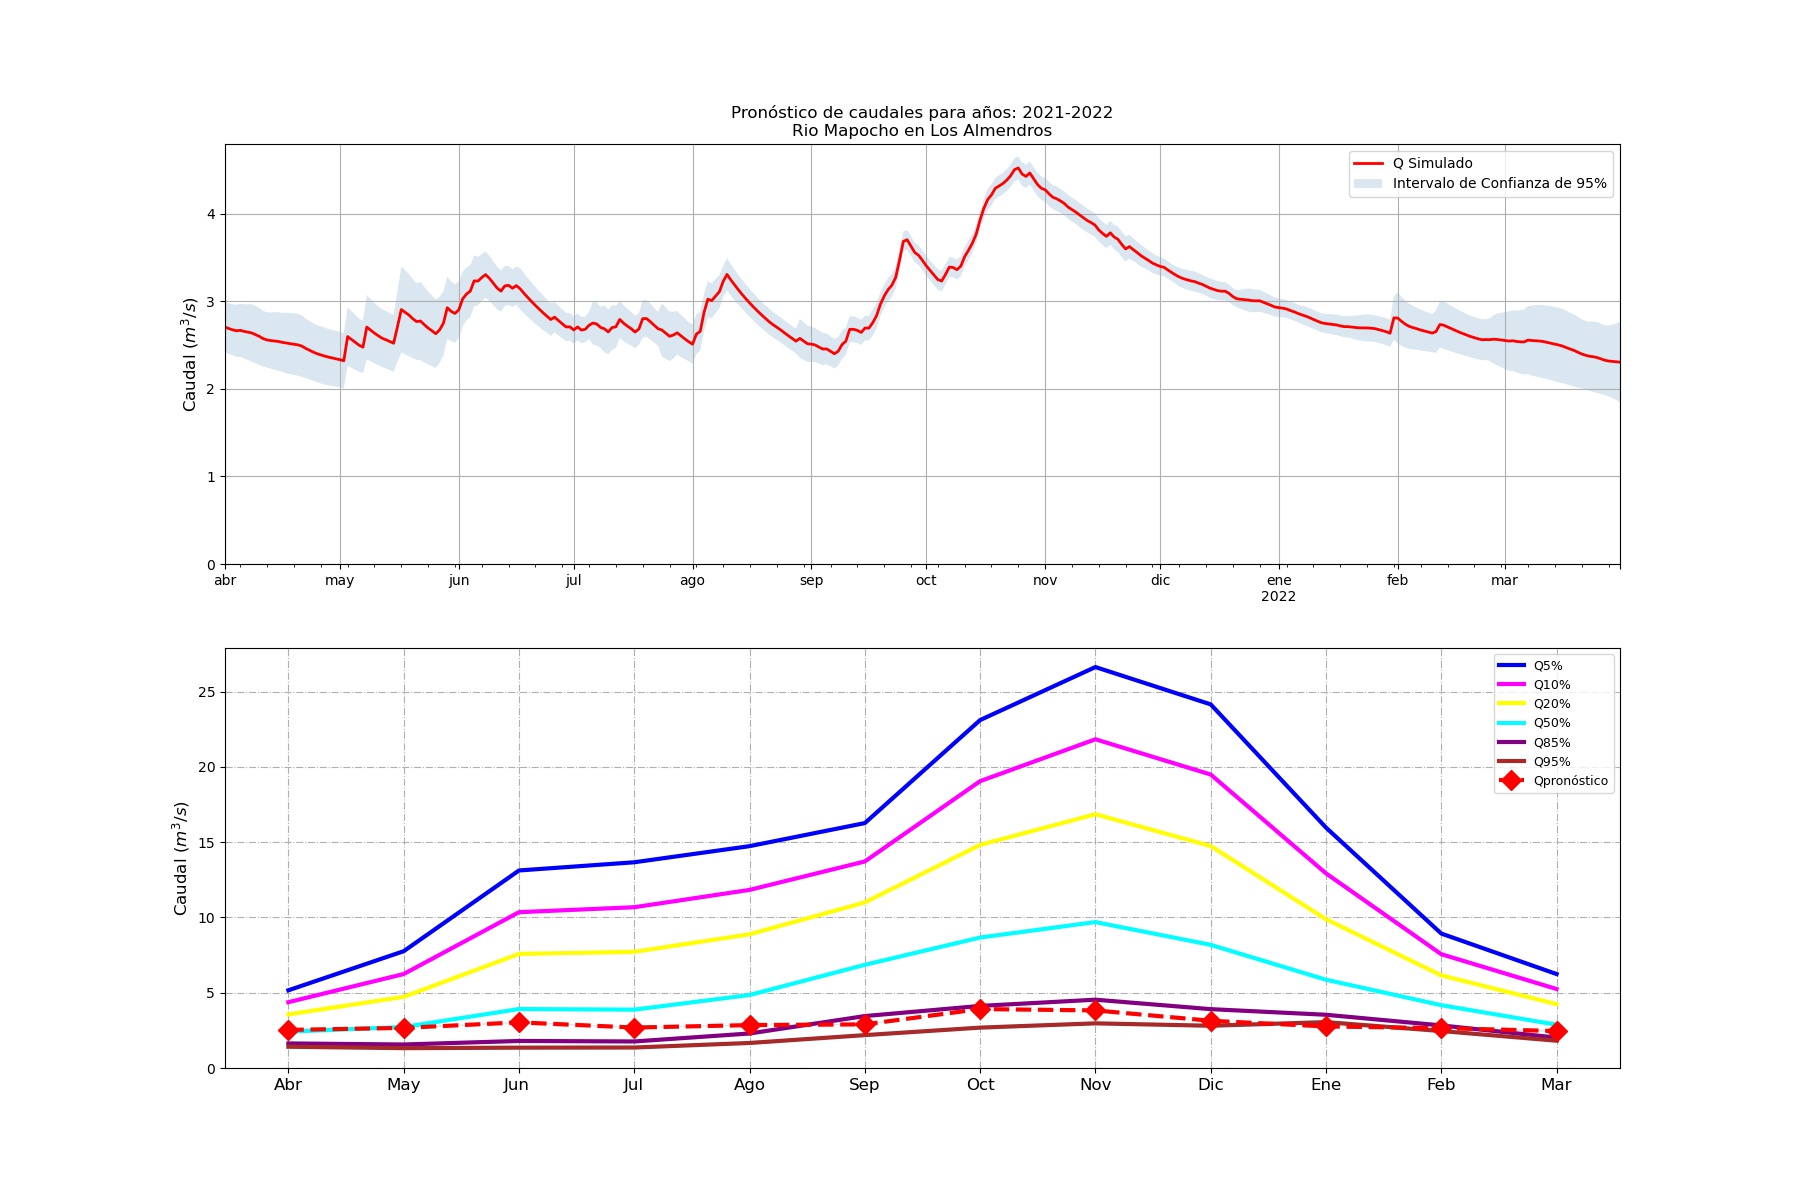 Pronóstico de caudales para años: 2021-2022
Rio Mapocho en Los Almendros
Q Simulado
Intervalo de Confianza de 95%
Caudal (m³/s)
4
3
2
1
0
abr may jun jul ago sep oct nov dic ene feb mar
2022
Q5%
Q10%
Q20%
Q50%
Q85%
Q95%
Qpronóstico
Caudal (m³/s)
25
20
15
10
5
0
Abr May Jun Jul Ago Sep Oct Nov Dic Ene Feb Mar